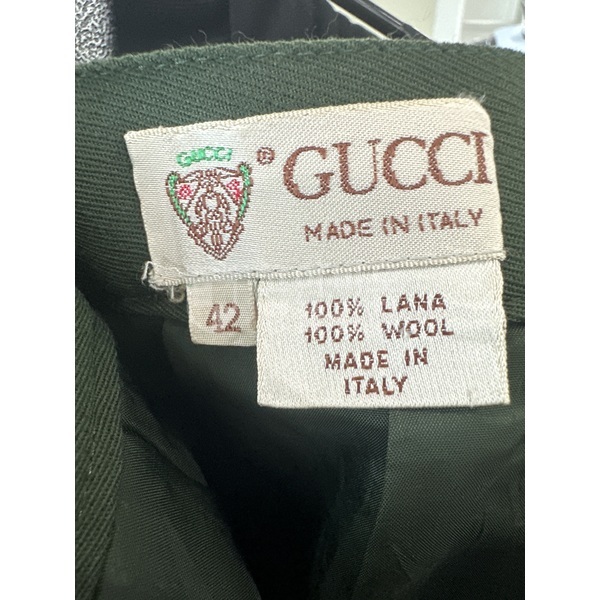 GUCCI
® GUCCI
MADE IN ITALY
42
100% LANA
100% WOOL
MADE IN
ITALY